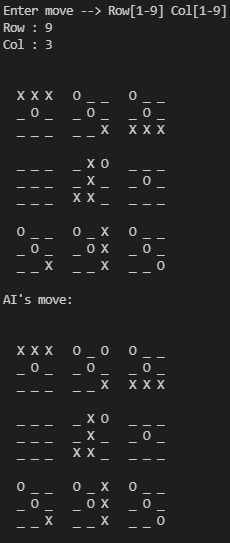 Enter move --> Row[1-9] Col[1-9]
Row : 9
Col : 3
X X X  O _ _  O _ _
_ O _  _ O _  _ O _
_ _ _  _ _ X  X X X
_ _ _  _ X O  _ _ _
_ _ _  _ X _  _ O _
_ _ _  X X _  _ _ _
O _ _  O _ X  O _ _
_ O _  _ O X  _ O _
_ _ X  _ _ X  _ _ O
AI's move:
X X X  O _ O  O _ _
_ O _  _ O _  _ O _
_ _ _  _ _ X  X X X
_ _ _  _ X O  _ _ _
_ _ _  _ X _  _ O _
_ _ _  X X _  _ _ _
O _ _  O _ X  O _ _
_ O _  _ O X  _ O _
_ _ X  _ _ X  _ _ O